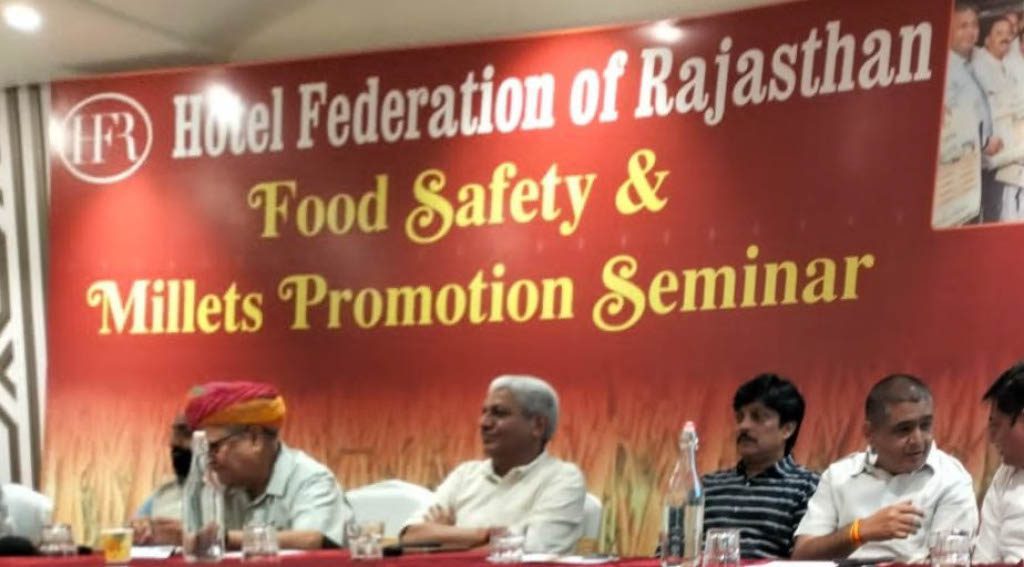 HFR
Hotel Federation of Rajasthan
Food Safety &
Millets Promotion Seminar